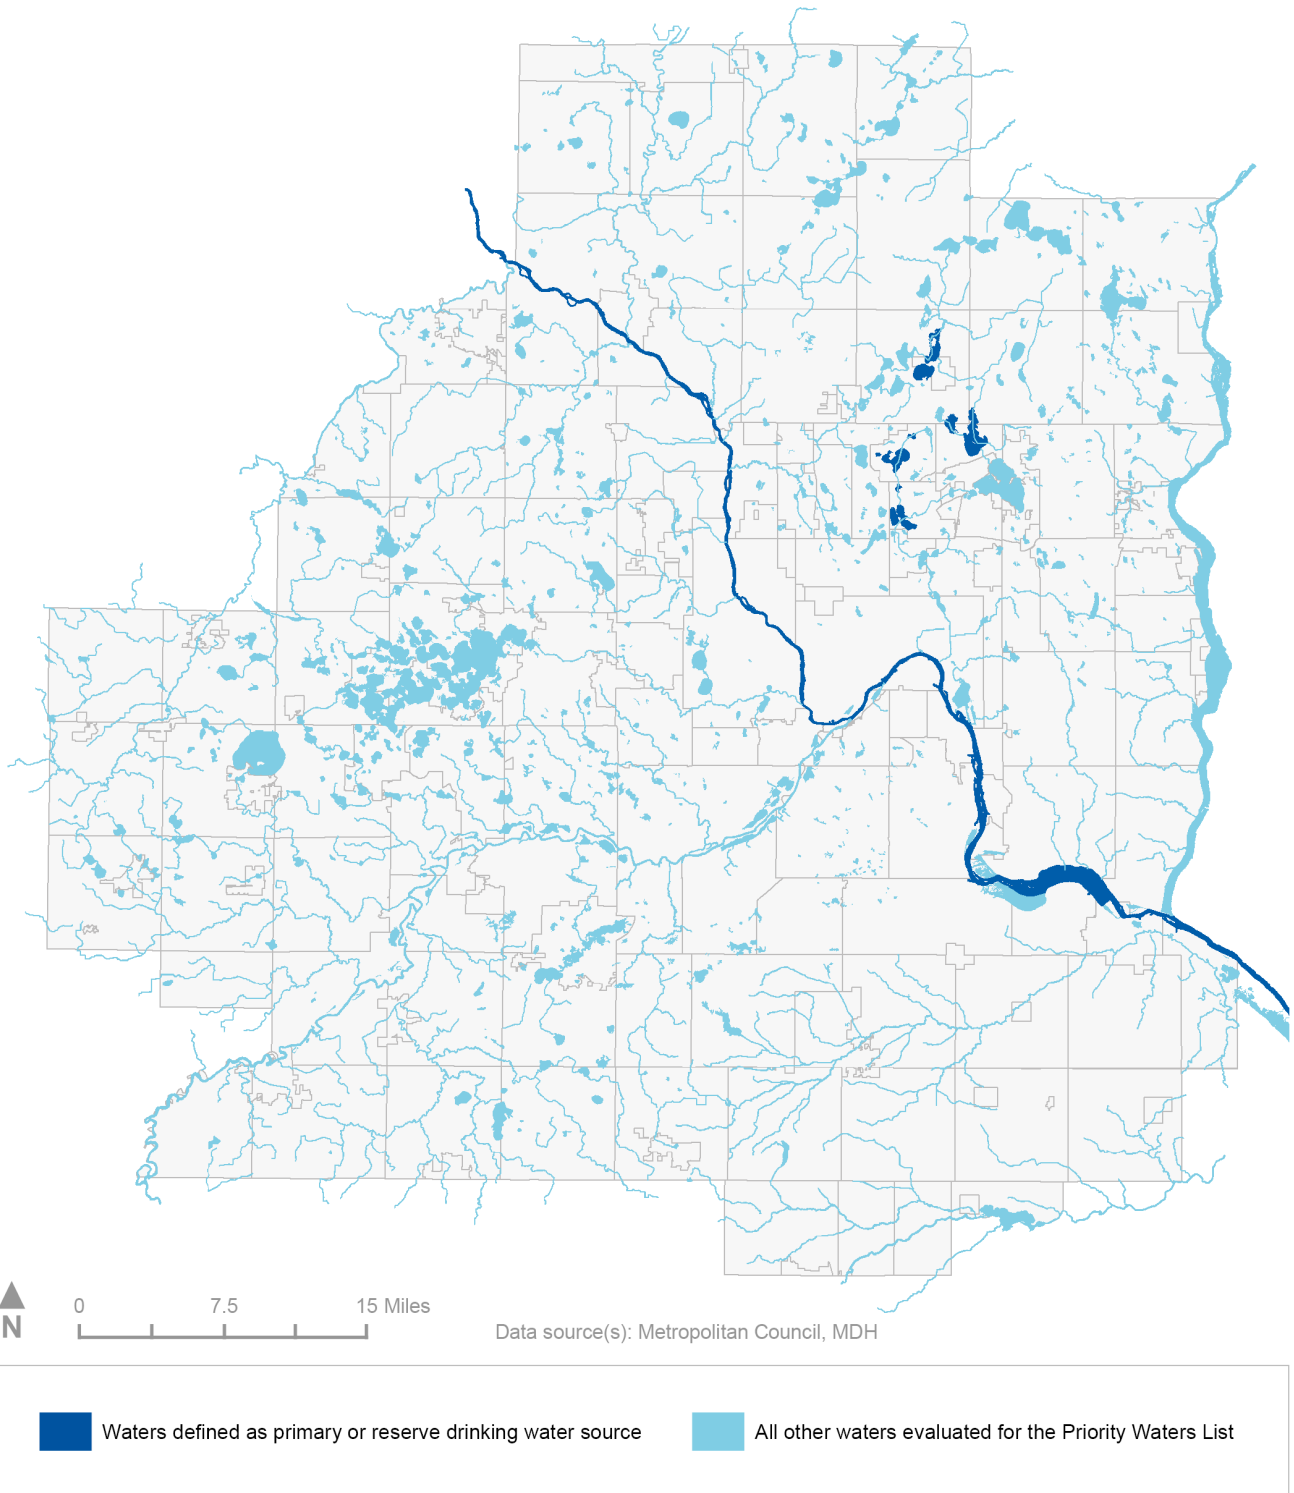 0 7.5 15 Miles
N
Data source(s): Metropolitan Council, MDH
Waters defined as primary or reserve drinking water source
All other waters evaluated for the Priority Waters List